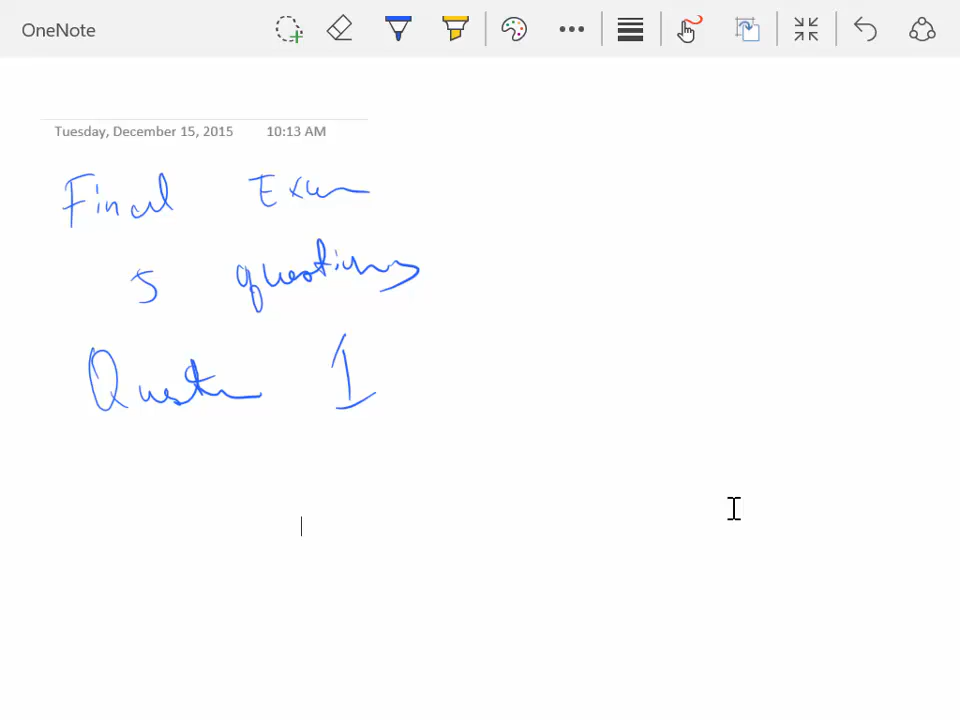 OneNote
Tuesday, December 15, 2015 10:13 AM
Final Exam
5 questions
Question 1